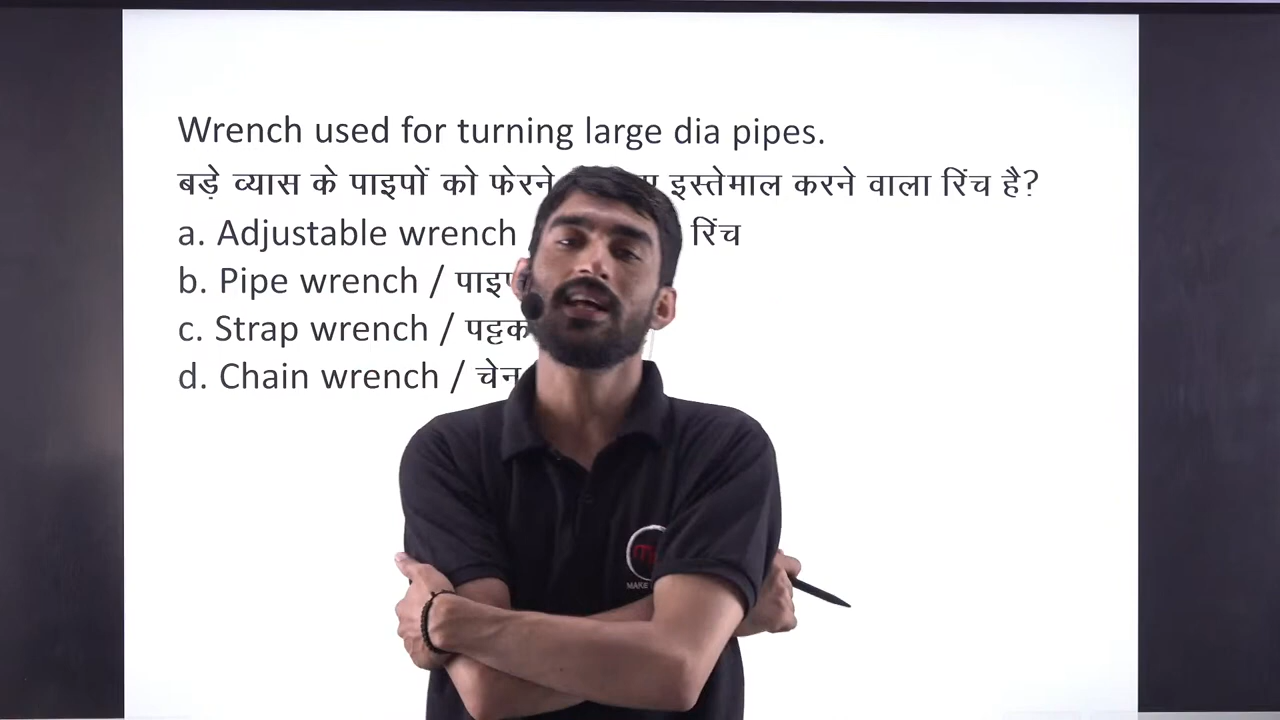 Wrench used for turning large dia pipes.
बड़े व्यास के पाइपों को फेरने इस्तेमाल करने वाला रिंच है?
a. Adjustable wrench रिंच
b. Pipe wrench /
c. Strap wrench /
d. Chain wrench / चेन
MAKE